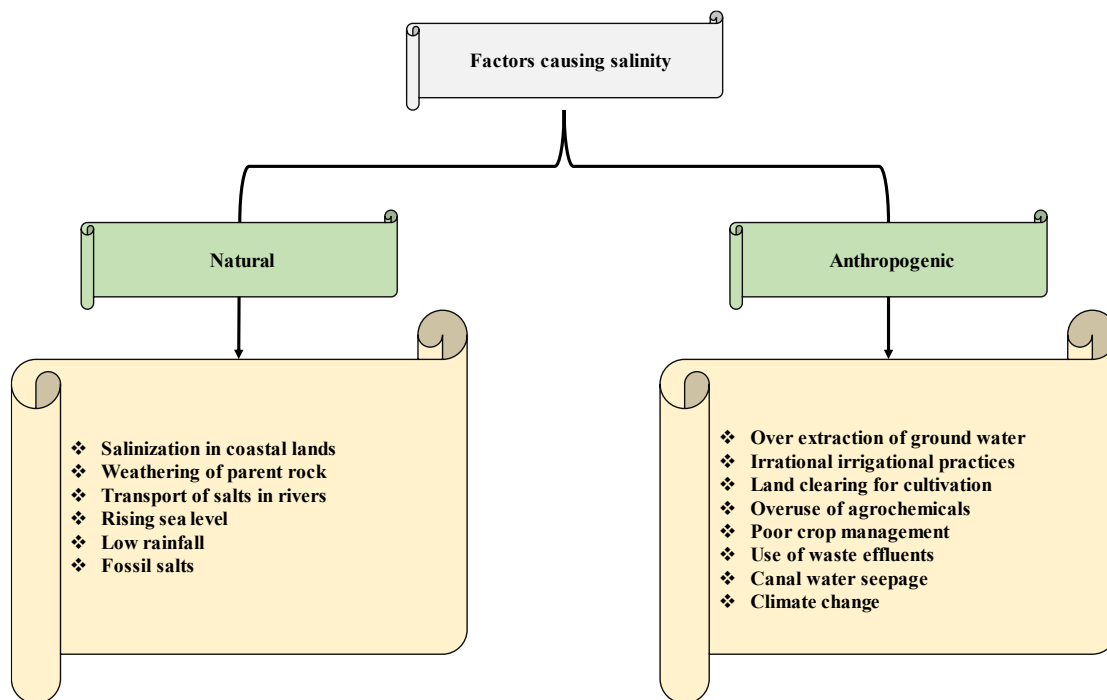 Factors causing salinity
Natural
Anthropogenic
❖ Salinization in coastal lands
❖ Weathering of parent rock
❖ Transport of salts in rivers
❖ Rising sea level
❖ Low rainfall
❖ Fossil salts
❖ Over extraction of ground water
❖ Irrational irrigational practices
❖ Land clearing for cultivation
❖ Overuse of agrochemicals
❖ Poor crop management
❖ Use of waste effluents
❖ Canal water seepage
❖ Climate change